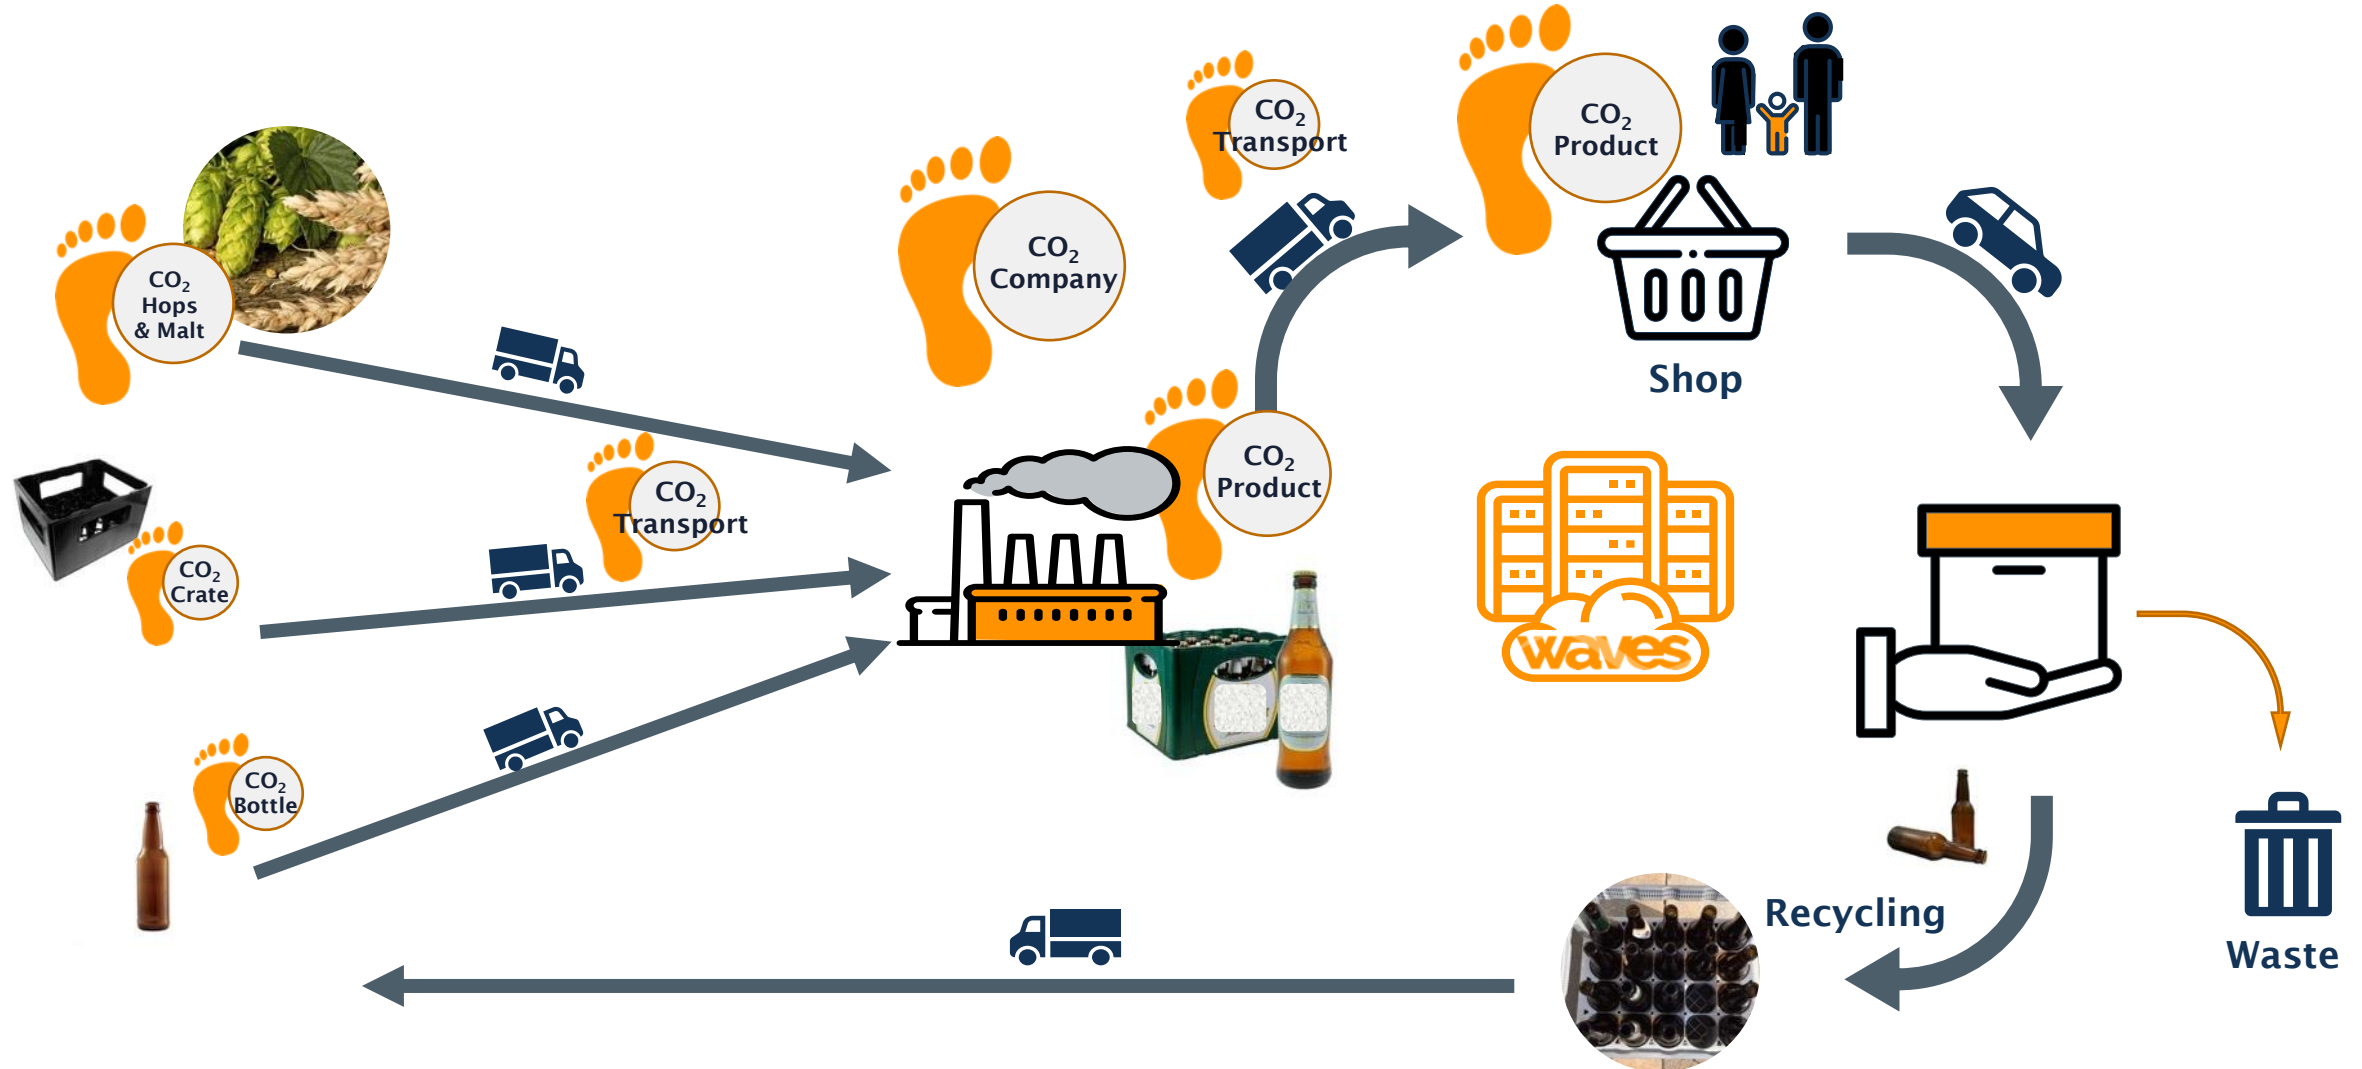 CO₂
Hops
& Malt
CO₂
Crate
CO₂
Bottle
CO₂
Transport
CO₂
Company
CO₂
Product
CO₂
Transport
CO₂
Product
Shop
waves
Recycling
Waste